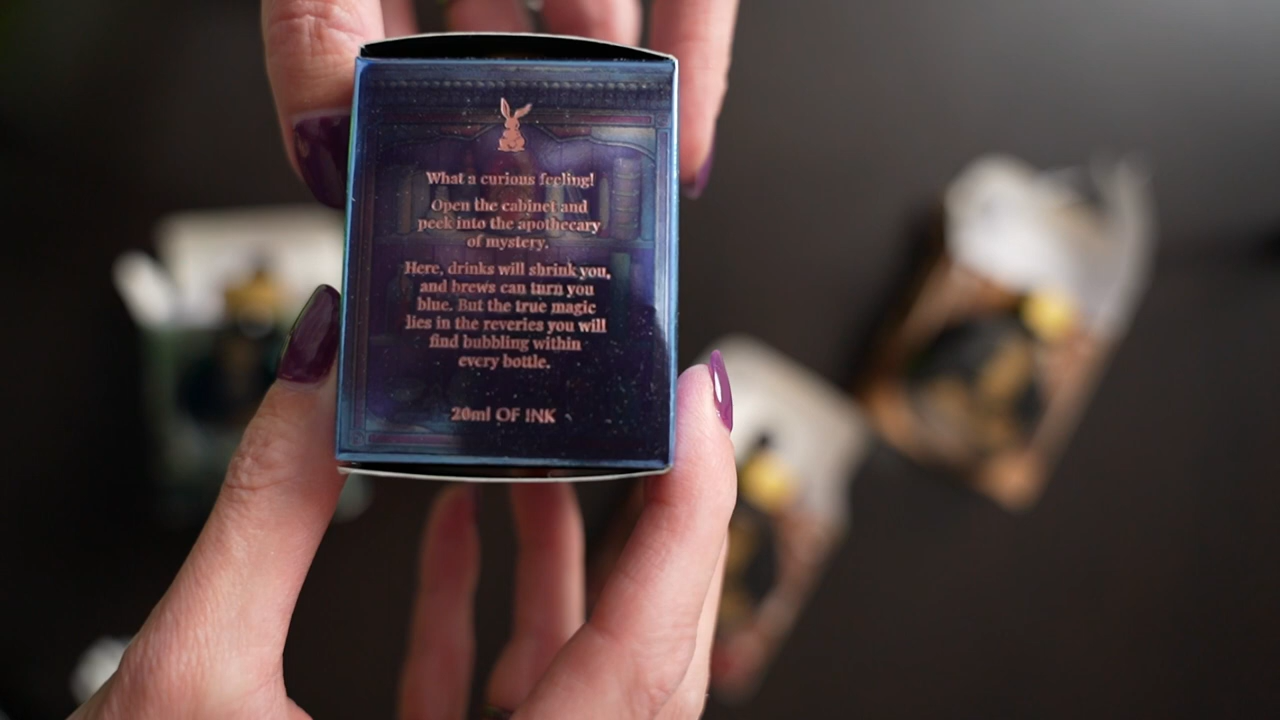 What a curious feeling!
Open the cabinet and
peek into the apothecary
of mystery.
Here, drinks will shrink you,
and brews can turn you
blue. But the true magic
lies in the reveries you will
find bubbling within
every bottle.
20ml OF INK